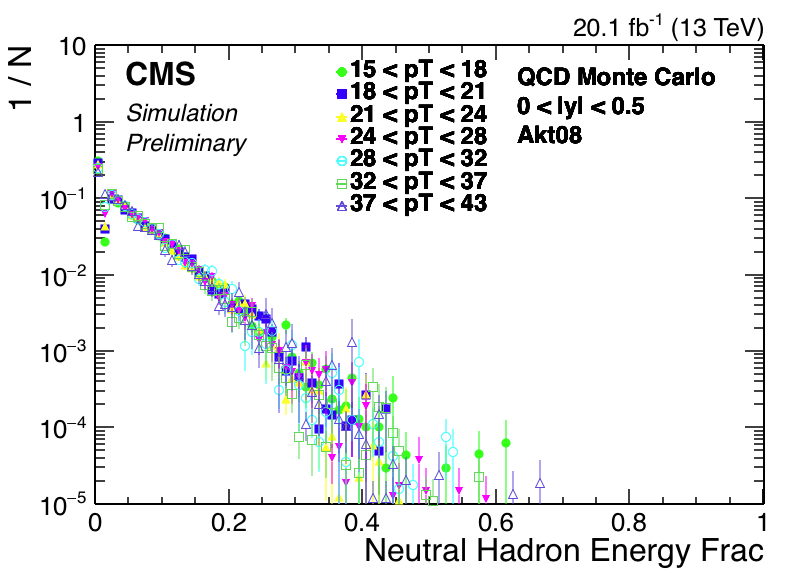 20.1 fb⁻¹ (13 TeV)
1 / N
CMS
Simulation
Preliminary
15 < pT < 18
18 < pT < 21
21 < pT < 24
24 < pT < 28
28 < pT < 32
32 < pT < 37
37 < pT < 43
QCD Monte Carlo
0 < |y| < 0.5
Akt08
10
1
10⁻¹
10⁻²
10⁻³
10⁻⁴
10⁻⁵
0 0.2 0.4 0.6 0.8 1
Neutral Hadron Energy Frac